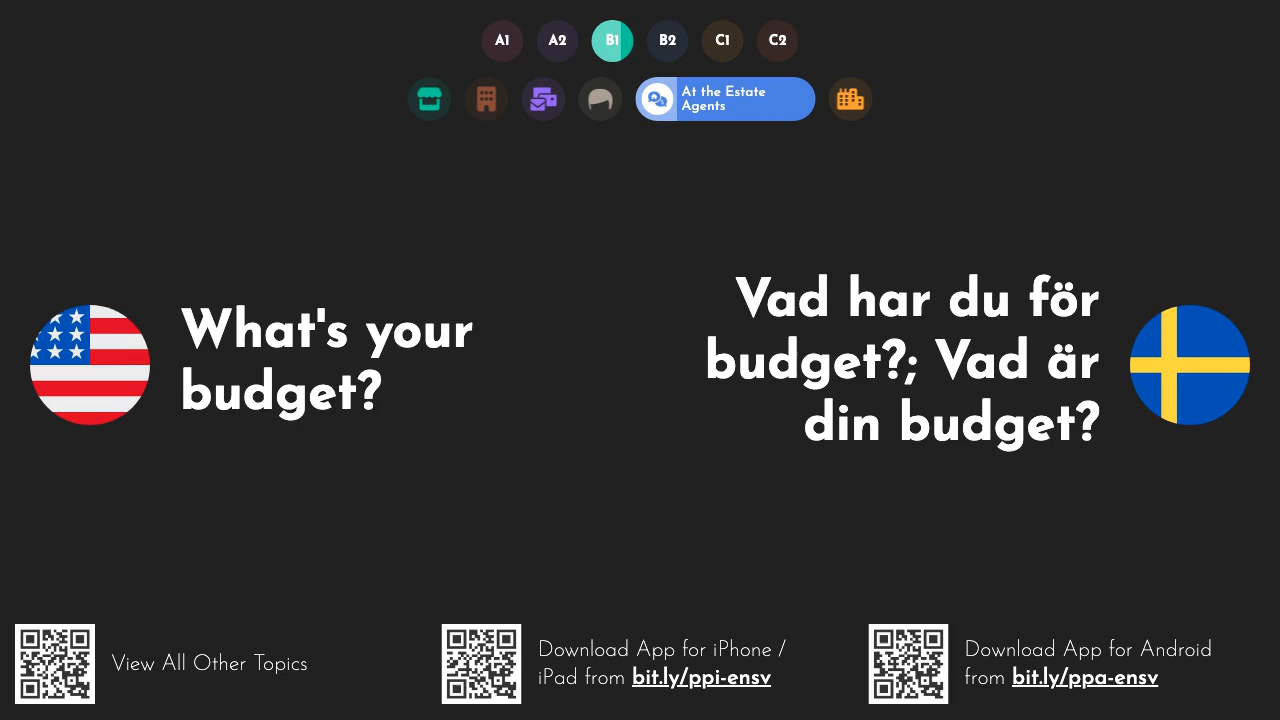 A1 A2 B1 B2 C1 C2
At the Estate
Agents
What's your
budget?
Vad har du för
budget?; Vad är
din budget?
View All Other Topics
Download App for iPhone /
iPad from bit.ly/ppi-ensv
Download App for Android
from bit.ly/ppa-ensv